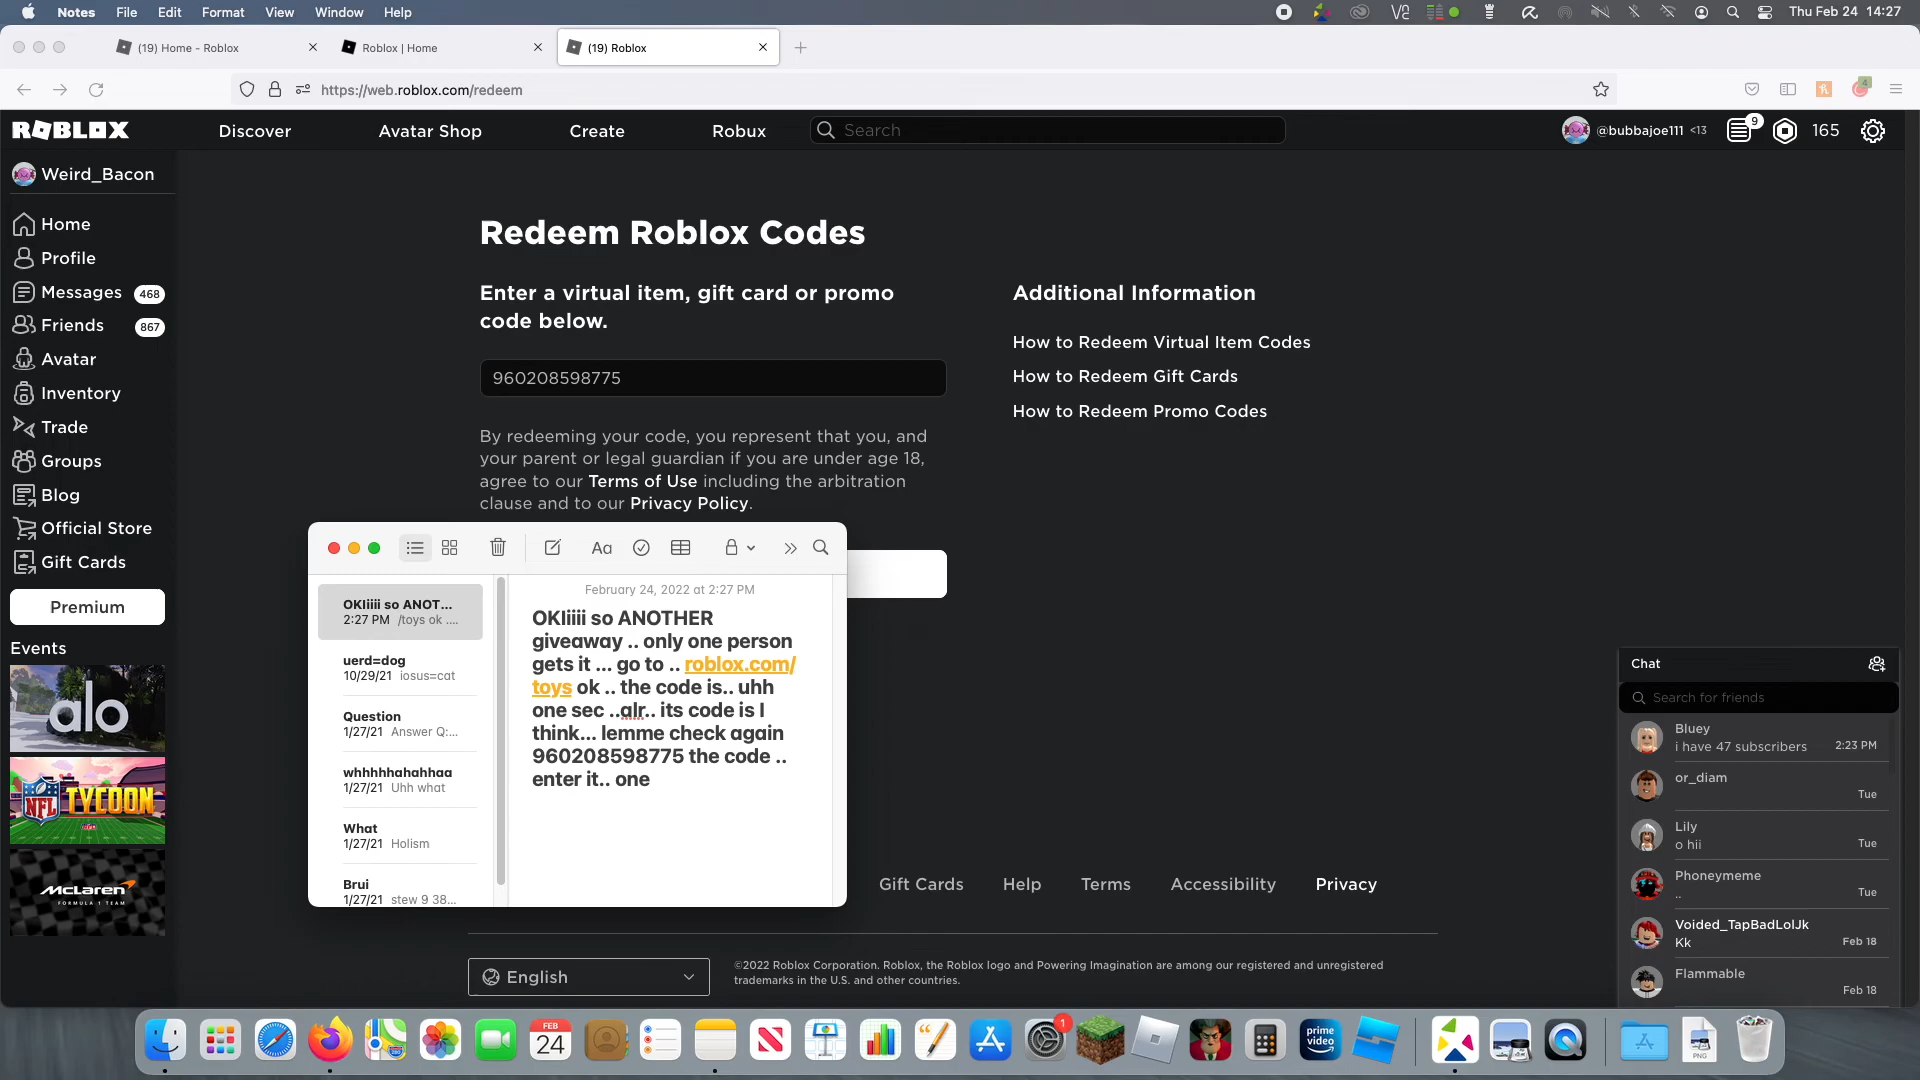 Notes File Edit Format View Window Help Thu Feb 24 14:27
(19) Home - Roblox
Roblox | Home
(19) Roblox
https://web.roblox.com/redeem
ROBLOX Discover Avatar Shop Create Robux Search @bubbajoe111 <13 9 165
Weird_Bacon
Home
Profile
Messages 468
Friends 867
Avatar
Inventory
Trade
Groups
Blog
Official Store
Gift Cards
Premium
Events
alo
NFL TYCOON
McLaren
FORMULA 1 TEAM
Redeem Roblox Codes
Enter a virtual item, gift card or promo
code below.
960208598775
By redeeming your code, you represent that you, and
your parent or legal guardian if you are under age 18,
agree to our Terms of Use including the arbitration
clause and to our Privacy Policy.
Additional Information
How to Redeem Virtual Item Codes
How to Redeem Gift Cards
How to Redeem Promo Codes
Aa
OKIiiii so ANOT...
2:27 PM /toys ok ....
uerd=dog
10/29/21 iosus=cat
Question
1/27/21 Answer Q:...
whhhhhahahhaa
1/27/21 Uhh what
What
1/27/21 Holism
Brui
1/27/21 stew 9 38...
February 24, 2022 at 2:27 PM
OKIiiii so ANOTHER
giveaway .. only one person
gets it ... go to .. roblox.com/
toys ok .. the code is.. uhh
one sec ..alr.. its code is I
think... lemme check again
960208598775 the code ..
enter it.. one
Chat
Search for friends
Bluey
i have 47 subscribers 2:23 PM
or_diam
Tue
Lily
o hii Tue
Phoneymeme
.. Tue
Voided_TapBadLolJk
Kk Feb 18
Flammable
Feb 18
Gift Cards Help Terms Accessibility Privacy
English
©2022 Roblox Corporation. Roblox, the Roblox logo and Powering Imagination are among our registered and unregistered
trademarks in the U.S. and other countries.
FEB
24
1
prime
video
PNG